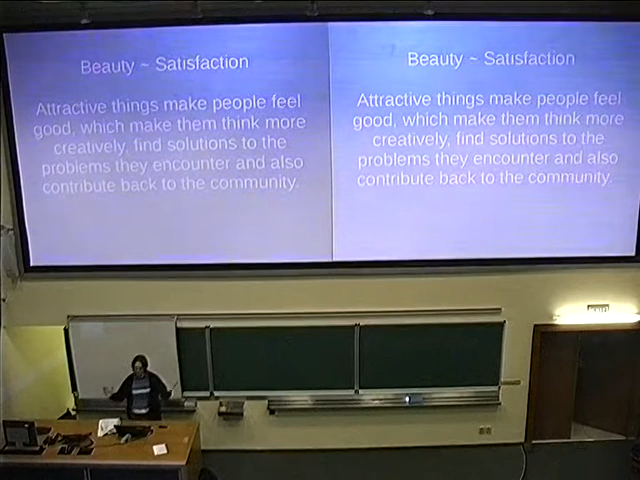 Beauty ~ Satisfaction
Attractive things make people feel
good, which make them think more
creatively, find solutions to the
problems they encounter and also
contribute back to the community.
Beauty ~ Satisfaction
Attractive things make people feel
good, which make them think more
creatively, find solutions to the
problems they encounter and also
contribute back to the community.